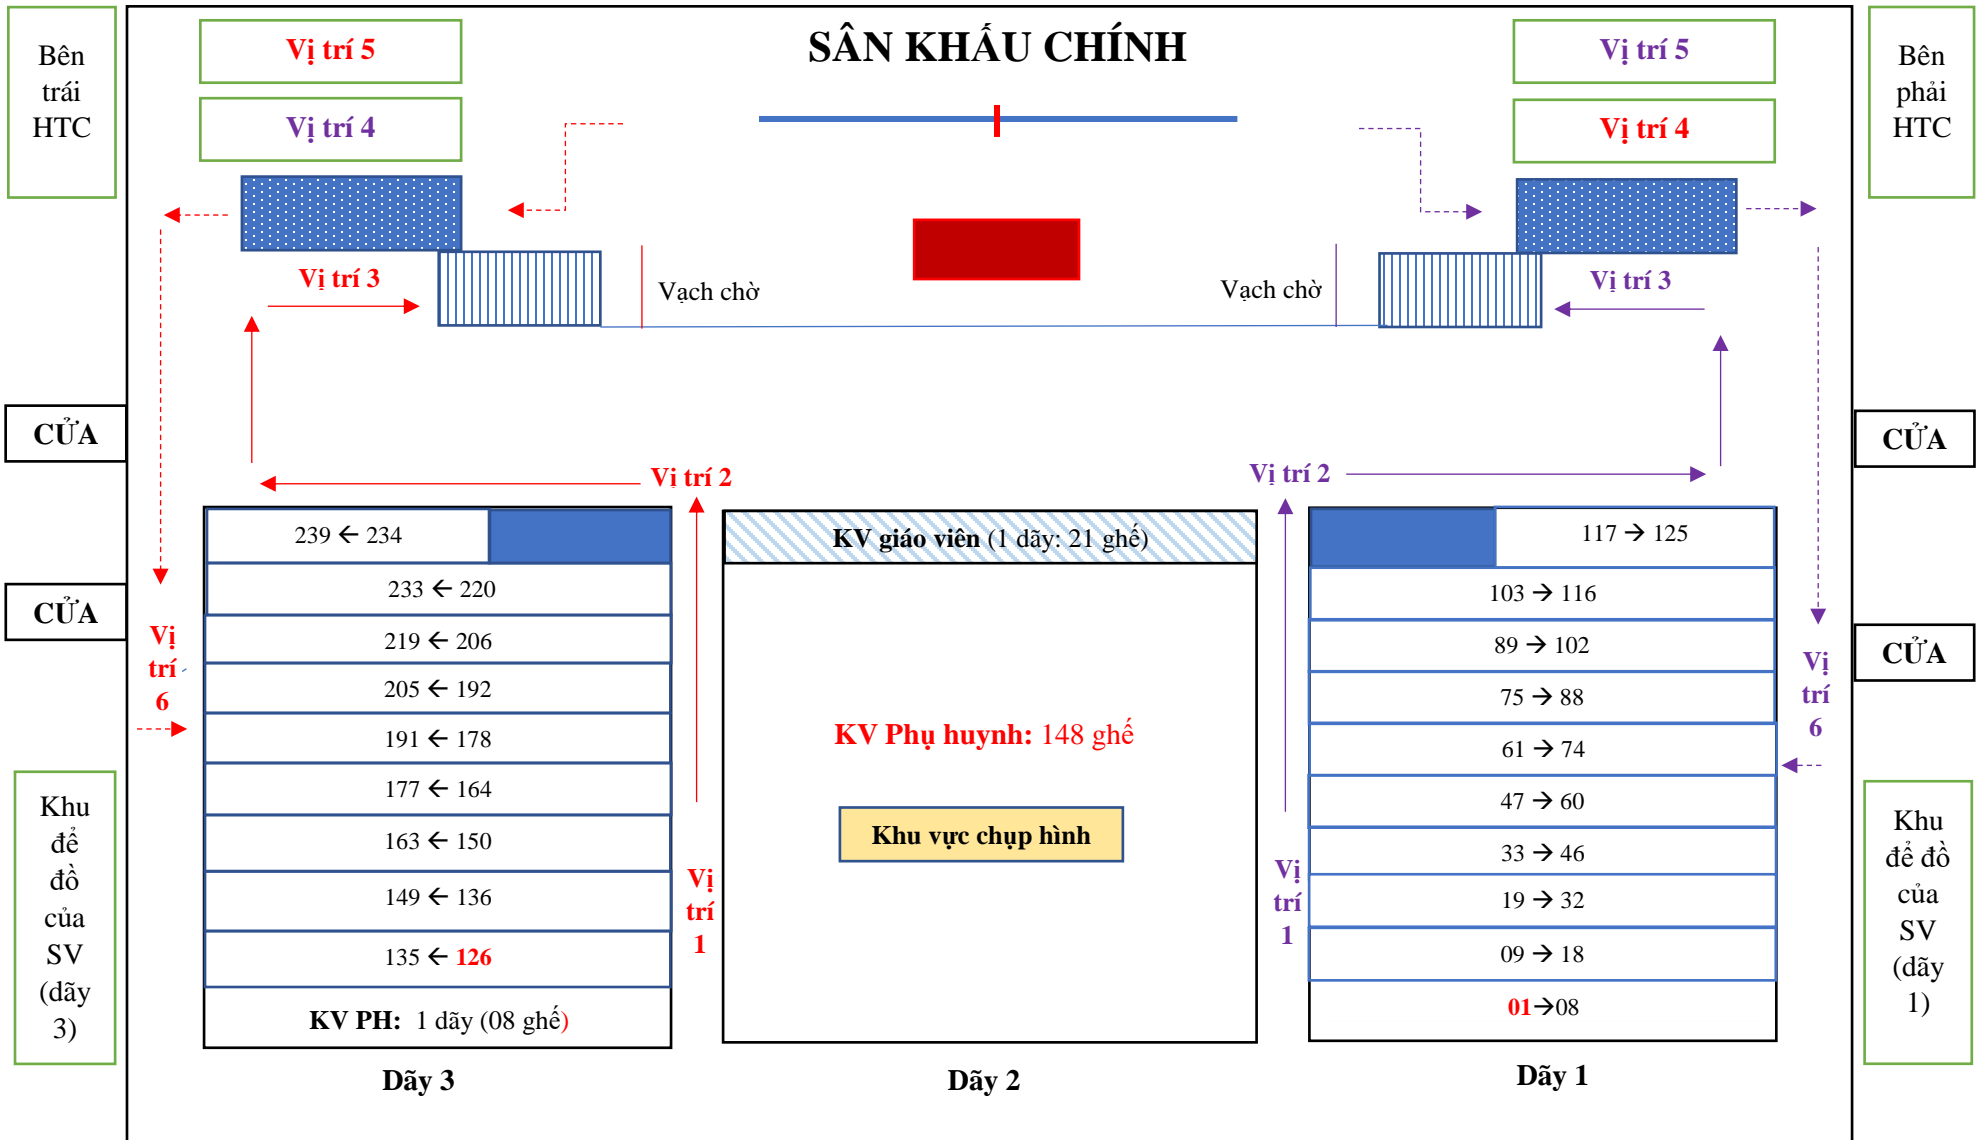 SÂN KHẤU CHÍNH
Bên
trái
HTC
Vị trí 5
Vị trí 4
Vị trí 5
Vị trí 4
Bên
phải
HTC
Vị trí 3
Vạch chờ
Vạch chờ
Vị trí 3
CỬA
CỬA
Vị trí 2
Vị trí 2
CỬA
CỬA
Vị
trí
6
Vị
trí
6
239 ← 234
233 ← 220
219 ← 206
205 ← 192
191 ← 178
177 ← 164
163 ← 150
149 ← 136
135 ← 126
KV PH: 1 dãy (08 ghế)
Dãy 3
Vị
trí
1
KV giáo viên (1 dãy: 21 ghế)
KV Phụ huynh: 148 ghế
Khu vực chụp hình
Dãy 2
Vị
trí
1
117 → 125
103 → 116
89 → 102
75 → 88
61 → 74
47 → 60
33 → 46
19 → 32
09 → 18
01→08
Dãy 1
Khu
để
đồ
của
SV
(dãy
3)
Khu
để đồ
của
SV
(dãy
1)